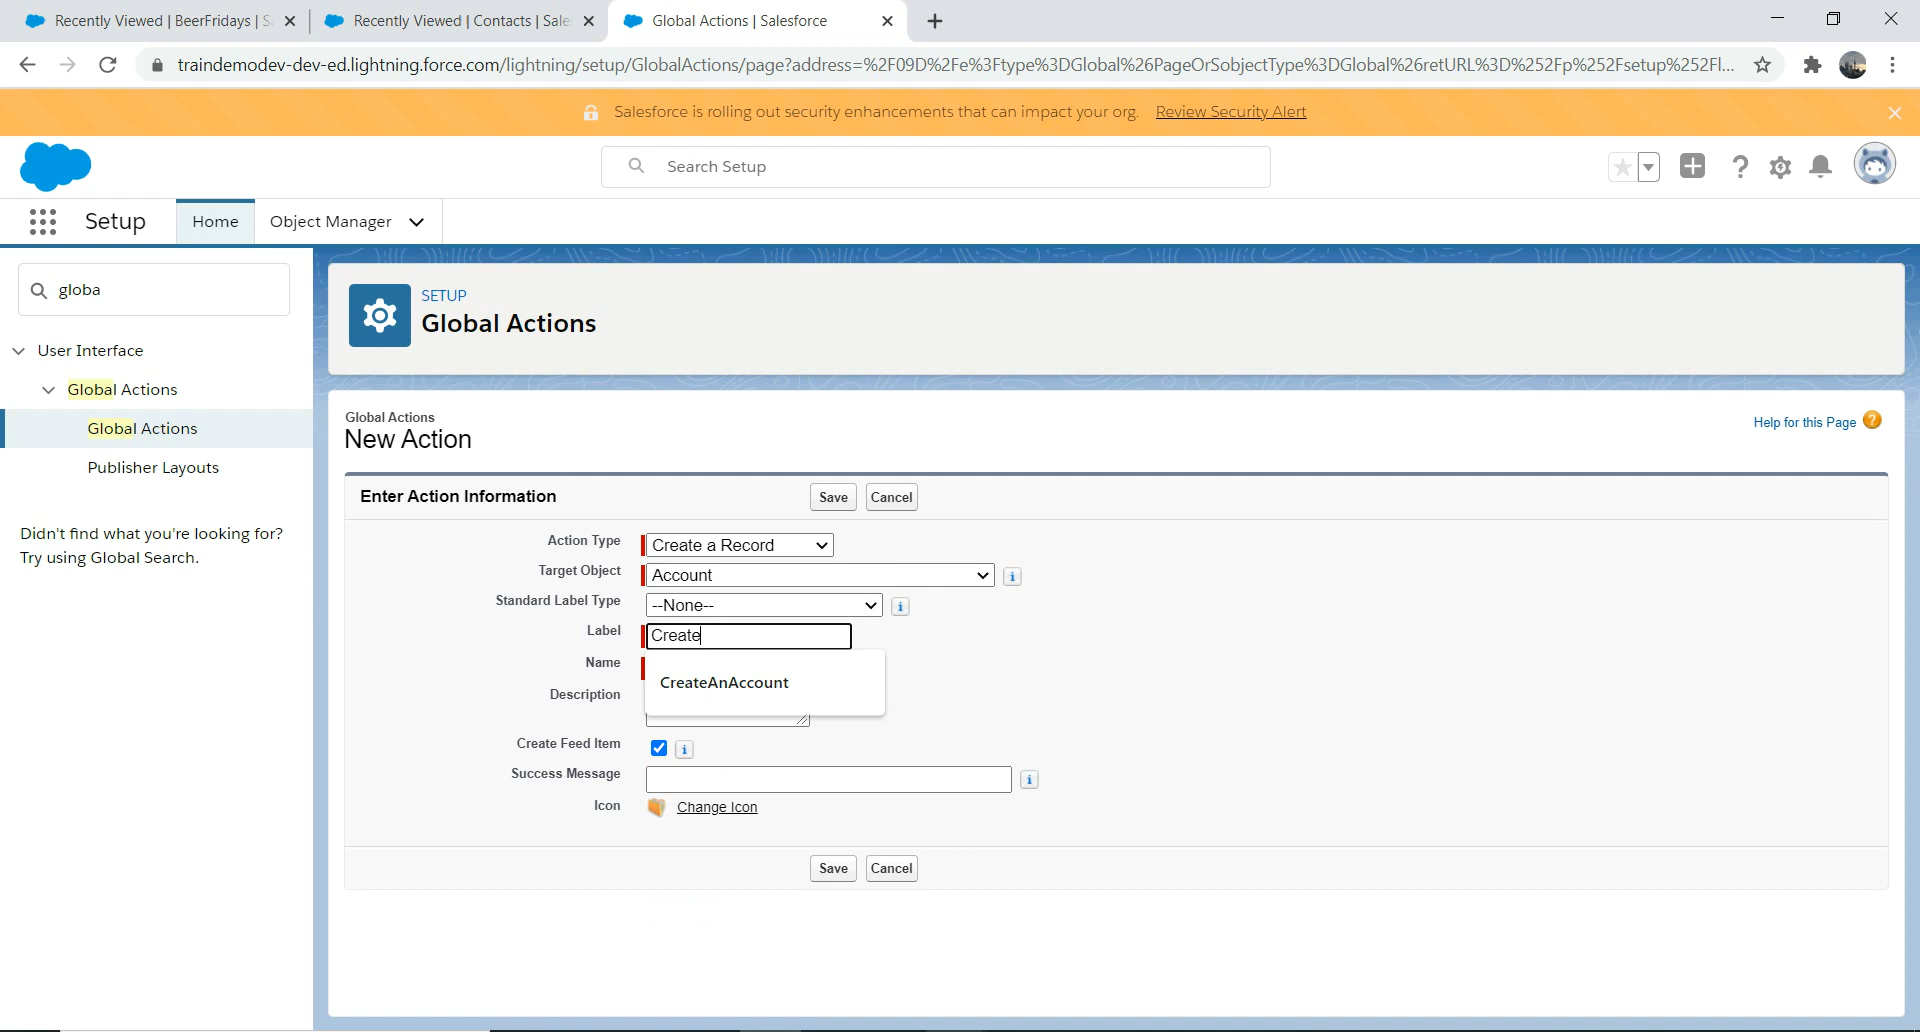 Recently Viewed | BeerFridays | S
Recently Viewed | Contacts | Sale
Global Actions | Salesforce
traindemodev-dev-ed.lightning.force.com/lightning/setup/GlobalActions/page?address=%2F09D%2Fe%3Ftype%3DGlobal%26PageOrSobjectType%3DGlobal%26retURL%3D%252Fp%252Fsetup%252Fl...
Salesforce is rolling out security enhancements that can impact your org. Review Security Alert
Search Setup
Setup
Home
Object Manager
globa
User Interface
Global Actions
Global Actions
Publisher Layouts
Didn't find what you're looking for?
Try using Global Search.
SETUP
Global Actions
Global Actions
New Action
Help for this Page
Enter Action Information
Save
Cancel
Action Type
Create a Record
Target Object
Account
Standard Label Type
--None--
Label
Create
Name
CreateAnAccount
Description
Create Feed Item
Success Message
Icon
Change Icon
Save
Cancel